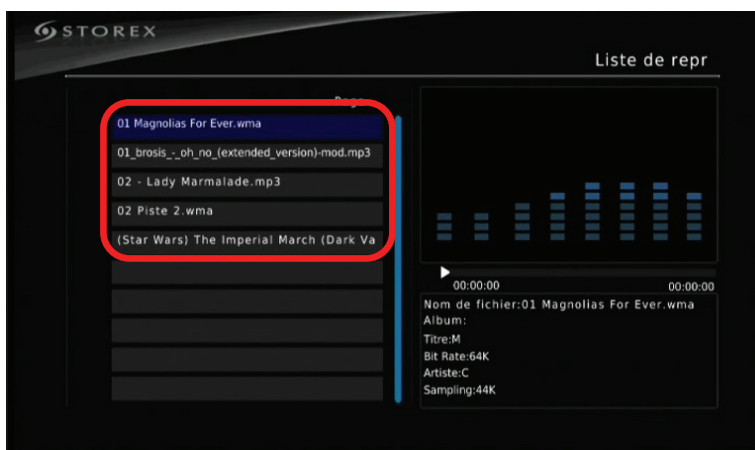 STOREX
Liste de repr
01 Magnolias For Ever.wma
01_brosis_-_oh_no_(extended_version)-mod.mp3
02 - Lady Marmalade.mp3
02 Piste 2.wma
(Star Wars) The Imperial March (Dark Va
00:00:00
00:00:00
Nom de fichier:01 Magnolias For Ever.wma
Album:
Titre:M
Bit Rate:64K
Artiste:C
Sampling:44K